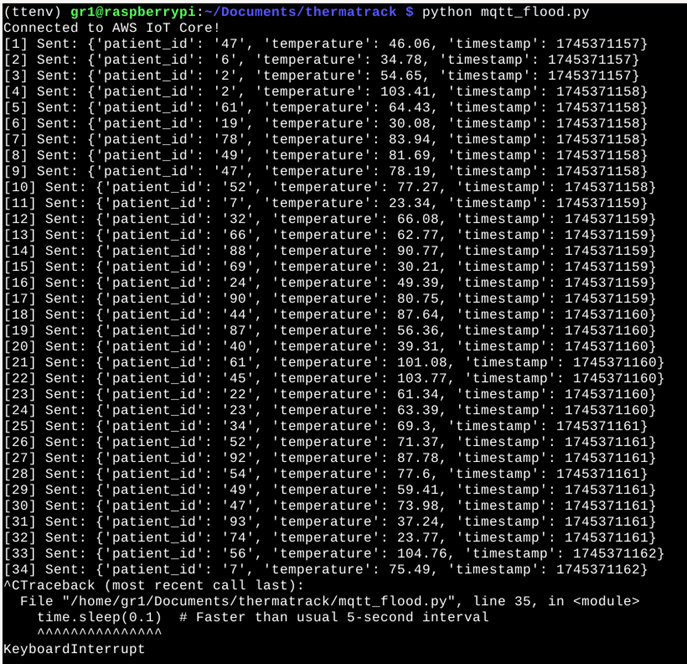 (ttenv) gr1@raspberrypi:~/Documents/thermatrack $ python mqtt_flood.py
Connected to AWS IoT Core!
[1] Sent: {'patient_id': '47', 'temperature': 46.06, 'timestamp': 1745371157}
[2] Sent: {'patient_id': '6', 'temperature': 34.78, 'timestamp': 1745371157}
[3] Sent: {'patient_id': '2', 'temperature': 54.65, 'timestamp': 1745371157}
[4] Sent: {'patient_id': '2', 'temperature': 103.41, 'timestamp': 1745371158}
[5] Sent: {'patient_id': '61', 'temperature': 64.43, 'timestamp': 1745371158}
[6] Sent: {'patient_id': '19', 'temperature': 30.08, 'timestamp': 1745371158}
[7] Sent: {'patient_id': '78', 'temperature': 83.94, 'timestamp': 1745371158}
[8] Sent: {'patient_id': '49', 'temperature': 81.69, 'timestamp': 1745371158}
[9] Sent: {'patient_id': '47', 'temperature': 78.19, 'timestamp': 1745371158}
[10] Sent: {'patient_id': '52', 'temperature': 77.27, 'timestamp': 1745371158}
[11] Sent: {'patient_id': '7', 'temperature': 23.34, 'timestamp': 1745371159}
[12] Sent: {'patient_id': '32', 'temperature': 66.08, 'timestamp': 1745371159}
[13] Sent: {'patient_id': '66', 'temperature': 62.77, 'timestamp': 1745371159}
[14] Sent: {'patient_id': '88', 'temperature': 90.77, 'timestamp': 1745371159}
[15] Sent: {'patient_id': '69', 'temperature': 30.21, 'timestamp': 1745371159}
[16] Sent: {'patient_id': '24', 'temperature': 49.39, 'timestamp': 1745371159}
[17] Sent: {'patient_id': '90', 'temperature': 80.75, 'timestamp': 1745371159}
[18] Sent: {'patient_id': '44', 'temperature': 87.64, 'timestamp': 1745371160}
[19] Sent: {'patient_id': '87', 'temperature': 56.36, 'timestamp': 1745371160}
[20] Sent: {'patient_id': '40', 'temperature': 39.31, 'timestamp': 1745371160}
[21] Sent: {'patient_id': '61', 'temperature': 101.08, 'timestamp': 1745371160}
[22] Sent: {'patient_id': '45', 'temperature': 103.77, 'timestamp': 1745371160}
[23] Sent: {'patient_id': '22', 'temperature': 61.34, 'timestamp': 1745371160}
[24] Sent: {'patient_id': '23', 'temperature': 63.39, 'timestamp': 1745371160}
[25] Sent: {'patient_id': '34', 'temperature': 69.3, 'timestamp': 1745371161}
[26] Sent: {'patient_id': '52', 'temperature': 71.37, 'timestamp': 1745371161}
[27] Sent: {'patient_id': '92', 'temperature': 87.78, 'timestamp': 1745371161}
[28] Sent: {'patient_id': '54', 'temperature': 77.6, 'timestamp': 1745371161}
[29] Sent: {'patient_id': '49', 'temperature': 59.41, 'timestamp': 1745371161}
[30] Sent: {'patient_id': '47', 'temperature': 73.98, 'timestamp': 1745371161}
[31] Sent: {'patient_id': '93', 'temperature': 37.24, 'timestamp': 1745371161}
[32] Sent: {'patient_id': '74', 'temperature': 23.77, 'timestamp': 1745371161}
[33] Sent: {'patient_id': '56', 'temperature': 104.76, 'timestamp': 1745371162}
[34] Sent: {'patient_id': '7', 'temperature': 75.49, 'timestamp': 1745371162}
^CTraceback (most recent call last):
  File "/home/gr1/Documents/thermatrack/mqtt_flood.py", line 35, in <module>
    time.sleep(0.1)  # Faster than usual 5-second interval
    ^^^^^^^^^^^^^^^
KeyboardInterrupt